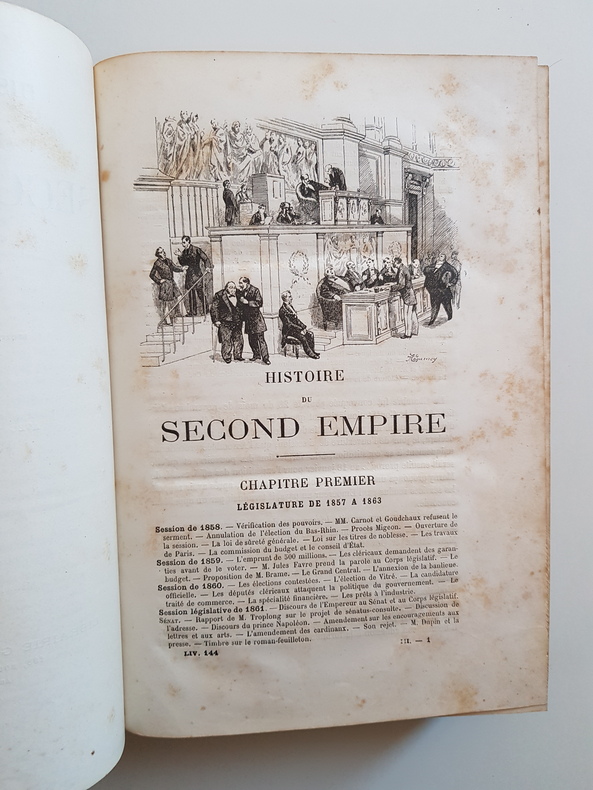 HISTOIRE
DU
SECOND EMPIRE
CHAPITRE PREMIER
LÉGISLATURE DE 1857 A 1863
Session de 1858. — Vérification des pouvoirs. — MM. Carnot et Goudchaux refusent le
serment. — Annulation de l'élection du Bas-Rhin. — Procès Migeon. — Ouverture de
la session. — La loi de sûreté générale. — Loi sur les titres de noblesse. — Les travaux
de Paris. — La commission du budget et le conseil d'État.
Session de 1859. — L'emprunt de 500 millions. — Les cléricaux demandent des garan-
ties avant de le voter. — M. Jules Favre prend la parole au Corps législatif. — Le
budget. — Proposition de M. Brame. — Le Grand Central. — L'annexion de la banlieue.
Session de 1860. — Les élections contestées. — L'élection de Vitré. — La candidature
officielle. — Les députés cléricaux attaquent la politique du gouvernement. — Le
traité de commerce. — La spécialité financière. — Les prêts à l'industrie.
Session législative de 1861. — Discours de l'Empereur au Sénat et au Corps législatif.
SÉNAT. — Rapport de M. Troplong sur le projet de sénatus-consulte. — Discussion de
l'adresse. — Discours du prince Napoléon. — Amendement sur les encouragements aux
lettres et aux arts. — L'amendement des cardinaux. — Son rejet. — M. Dupin et la
presse. — Timbre sur le roman-feuilleton.
LIV. 144
III. — 1